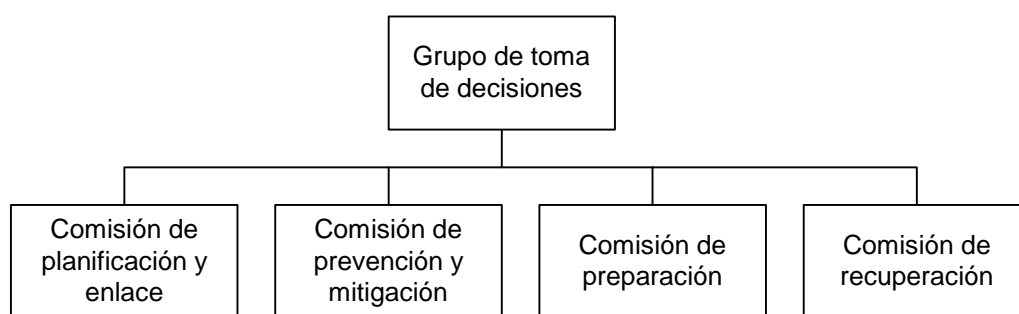 Grupo de toma
de decisiones
Comisión de
planificación y
enlace
Comisión de
prevención y
mitigación
Comisión de
preparación
Comisión de
recuperación